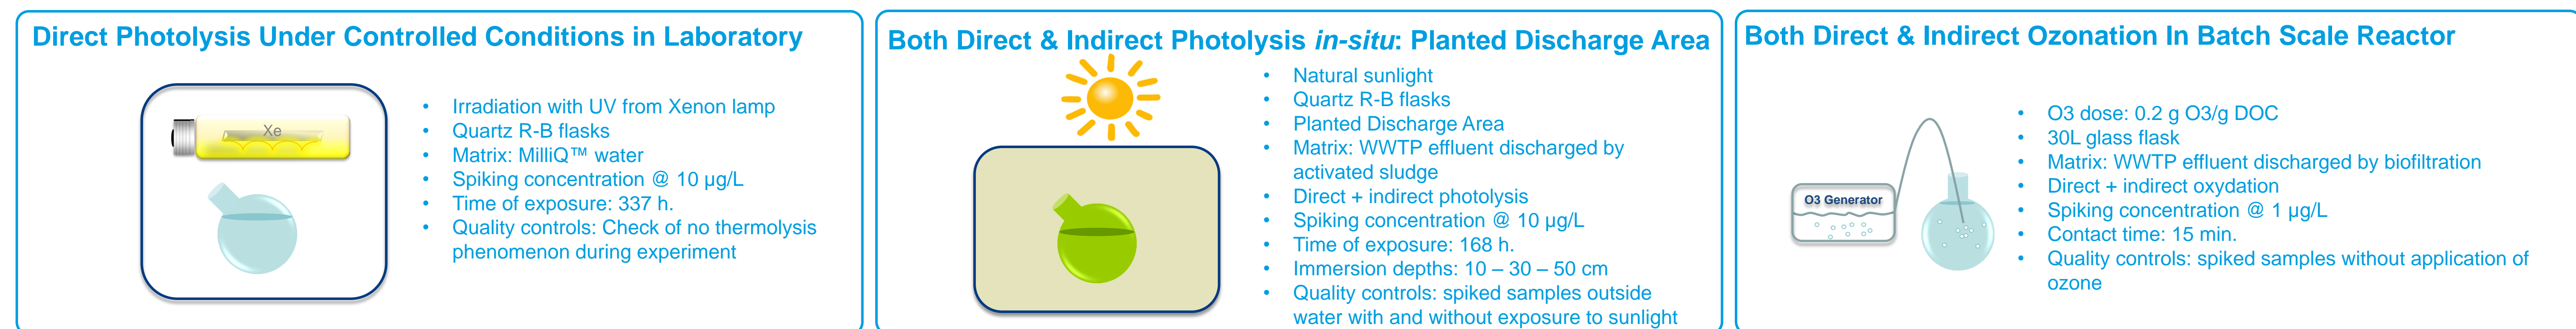 Direct Photolysis Under Controlled Conditions in Laboratory
Xe
• Irradiation with UV from Xenon lamp
• Quartz R-B flasks
• Matrix: MilliQ™ water
• Spiking concentration @ 10 µg/L
• Time of exposure: 337 h.
• Quality controls: Check of no thermolysis
phenomenon during experiment
Both Direct & Indirect Photolysis in-situ: Planted Discharge Area
• Natural sunlight
• Quartz R-B flasks
• Planted Discharge Area
• Matrix: WWTP effluent discharged by
activated sludge
• Direct + indirect photolysis
• Spiking concentration @ 10 µg/L
• Time of exposure: 168 h.
• Immersion depths: 10 – 30 – 50 cm
• Quality controls: spiked samples outside
water with and without exposure to sunlight
Both Direct & Indirect Ozonation In Batch Scale Reactor
O3 Generator
• O3 dose: 0.2 g O3/g DOC
• 30L glass flask
• Matrix: WWTP effluent discharged by biofiltration
• Direct + indirect oxydation
• Spiking concentration @ 1 µg/L
• Contact time: 15 min.
• Quality controls: spiked samples without application of
ozone